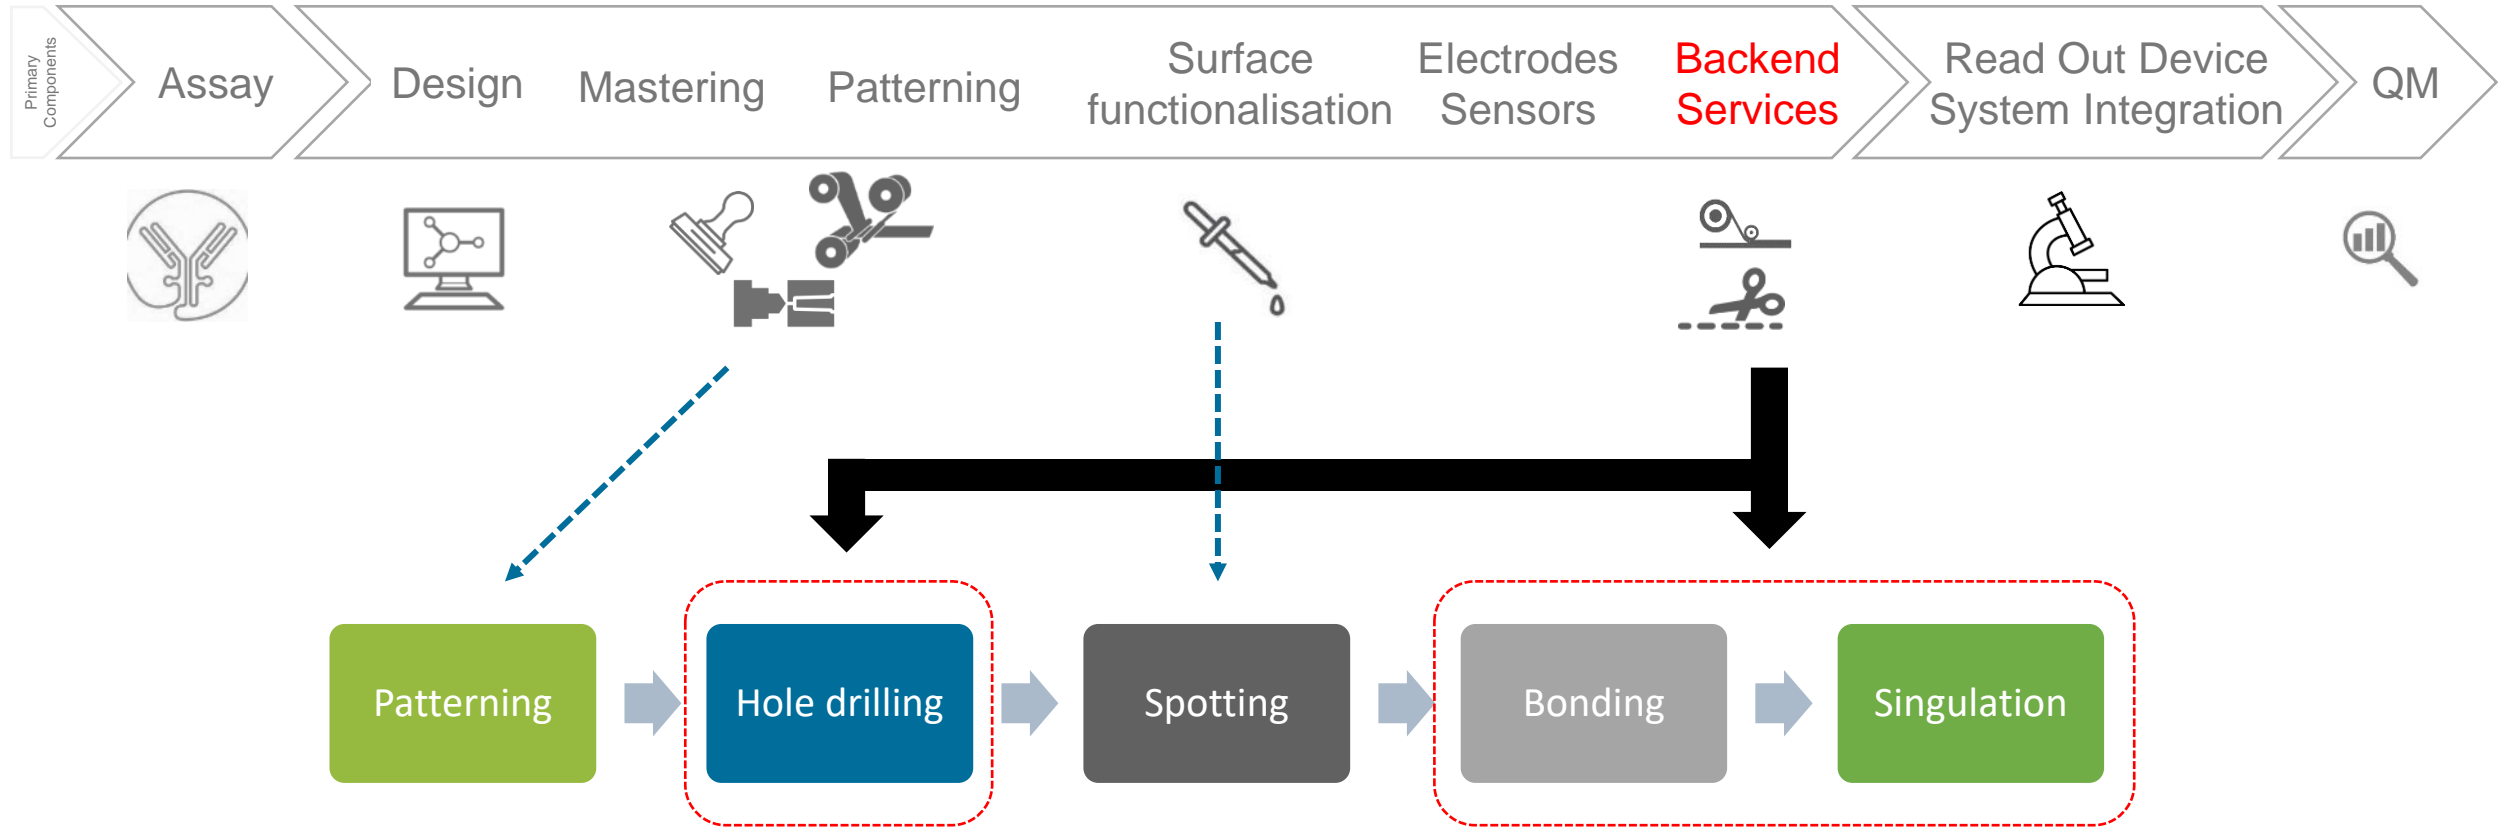 Primary
Components
Assay
Design
Mastering
Patterning
Surface
functionalisation
Electrodes
Sensors
Backend
Services
Read Out Device
System Integration
QM
Patterning
Hole drilling
Spotting
Bonding
Singulation